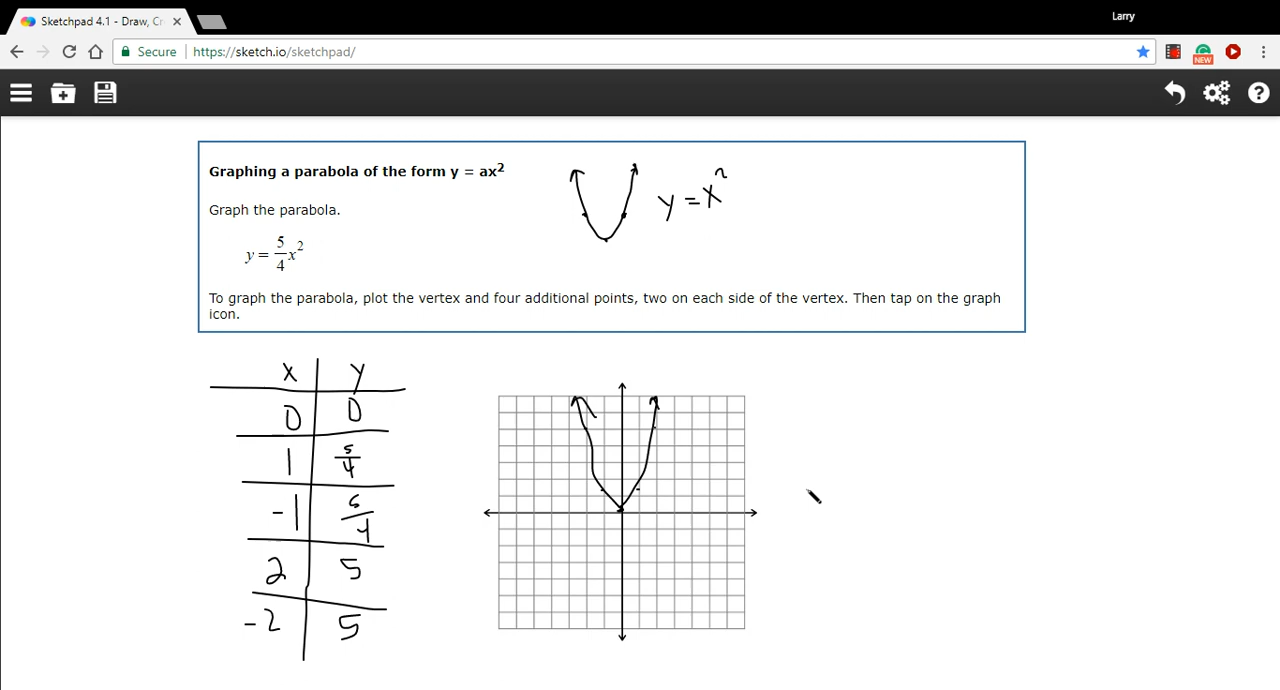 Larry
Sketchpad 4.1 - Draw, Cr
Secure | https://sketch.io/sketchpad/
NEW
Graphing a parabola of the form y = ax²
Graph the parabola.
y = 5/4 x²
To graph the parabola, plot the vertex and four additional points, two on each side of the vertex. Then tap on the graph
icon.
y = x²
x y
0 0
1 5/4
-1 5/4
2 5
-2 5